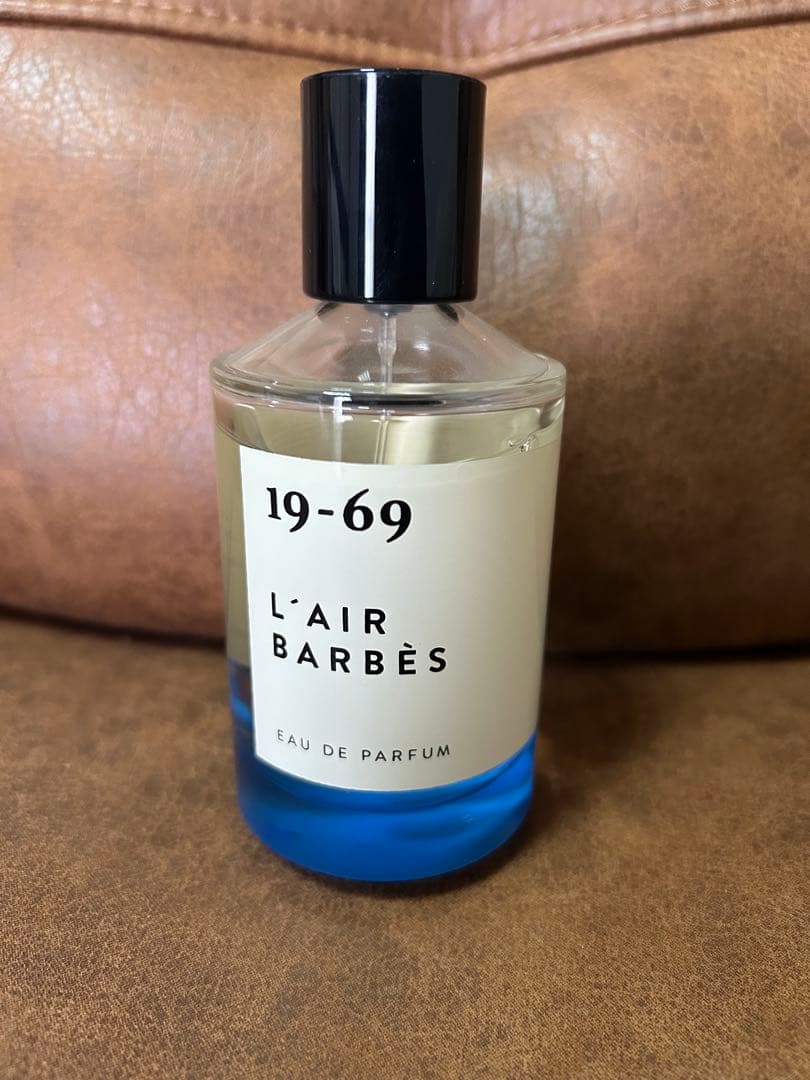 19-69
L´AIR
BARBÈS
EAU DE PARFUM